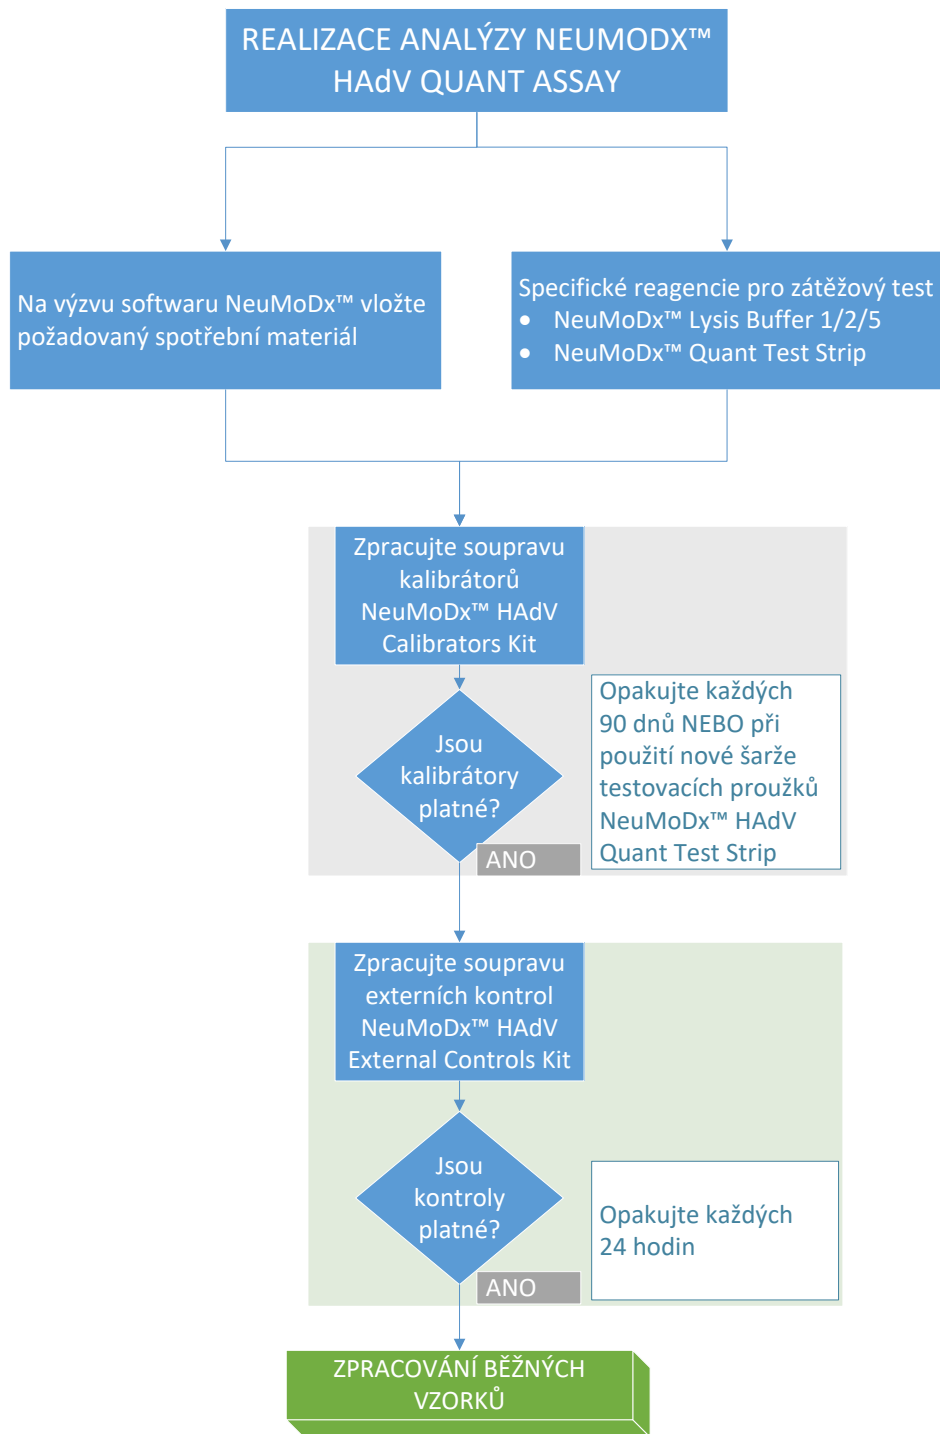 REALIZACE ANALÝZY NEUMODX™
HAdV QUANT ASSAY
Na výzvu softwaru NeuMoDx™ vložte
požadovaný spotřební materiál
Specifické reagencie pro zátěžový test
• NeuMoDx™ Lysis Buffer 1/2/5
• NeuMoDx™ Quant Test Strip
Zpracujte soupravu
kalibrátorů
NeuMoDx™ HAdV
Calibrators Kit
Jsou
kalibrátory
platné?
ANO
Opakujte každých
90 dnů NEBO při
použití nové šarže
testovacích proužků
NeuMoDx™ HAdV
Quant Test Strip
Zpracujte soupravu
externích kontrol
NeuMoDx™ HAdV
External Controls Kit
Jsou
kontroly
platné?
ANO
Opakujte každých
24 hodin
ZPRACOVÁNÍ BĚŽNÝCH
VZORKŮ